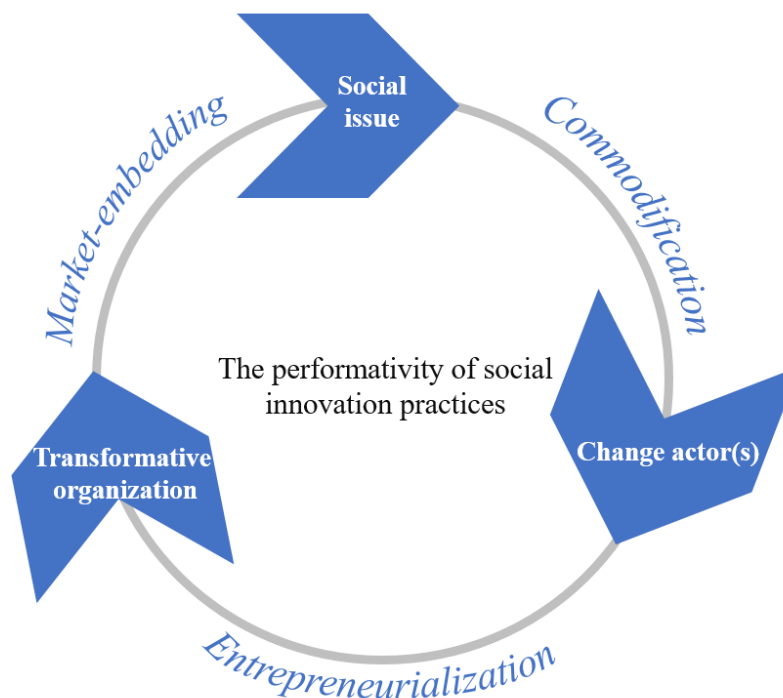 Social
issue
Commodification
Market-embedding
The performativity of social
innovation practices
Change actor(s)
Transformative
organization
Entrepreneurialization